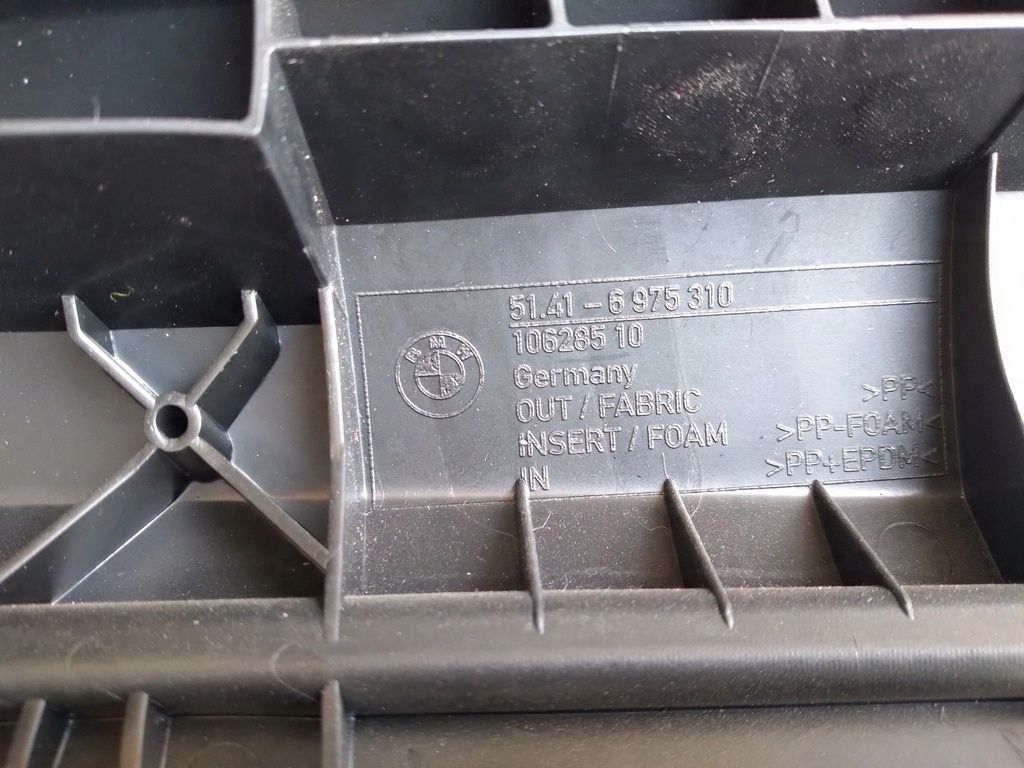 BMW
51.41 - 6 975 310
106285 10
Germany
OUT / FABRIC >PP<
INSERT / FOAM >PP-FOAM<
IN >PP+EPDM<